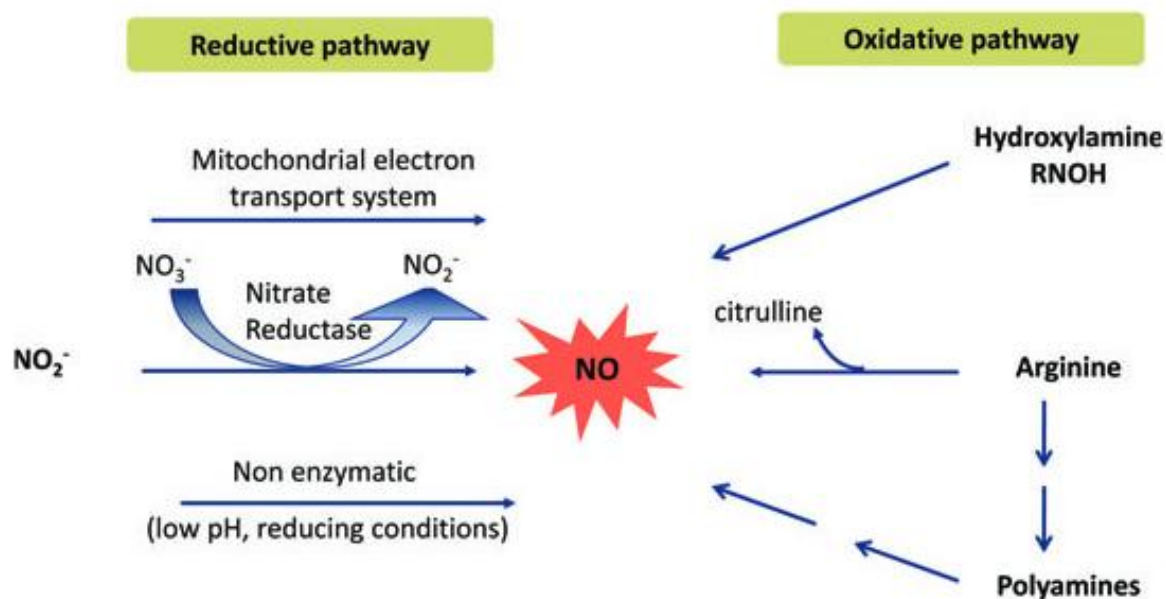 Reductive pathway
Oxidative pathway
Mitochondrial electron
transport system
NO₃⁻
NO₂⁻
Nitrate
Reductase
NO₂⁻
NO
Non enzymatic
(low pH, reducing conditions)
Hydroxylamine
RNOH
citrulline
Arginine
Polyamines